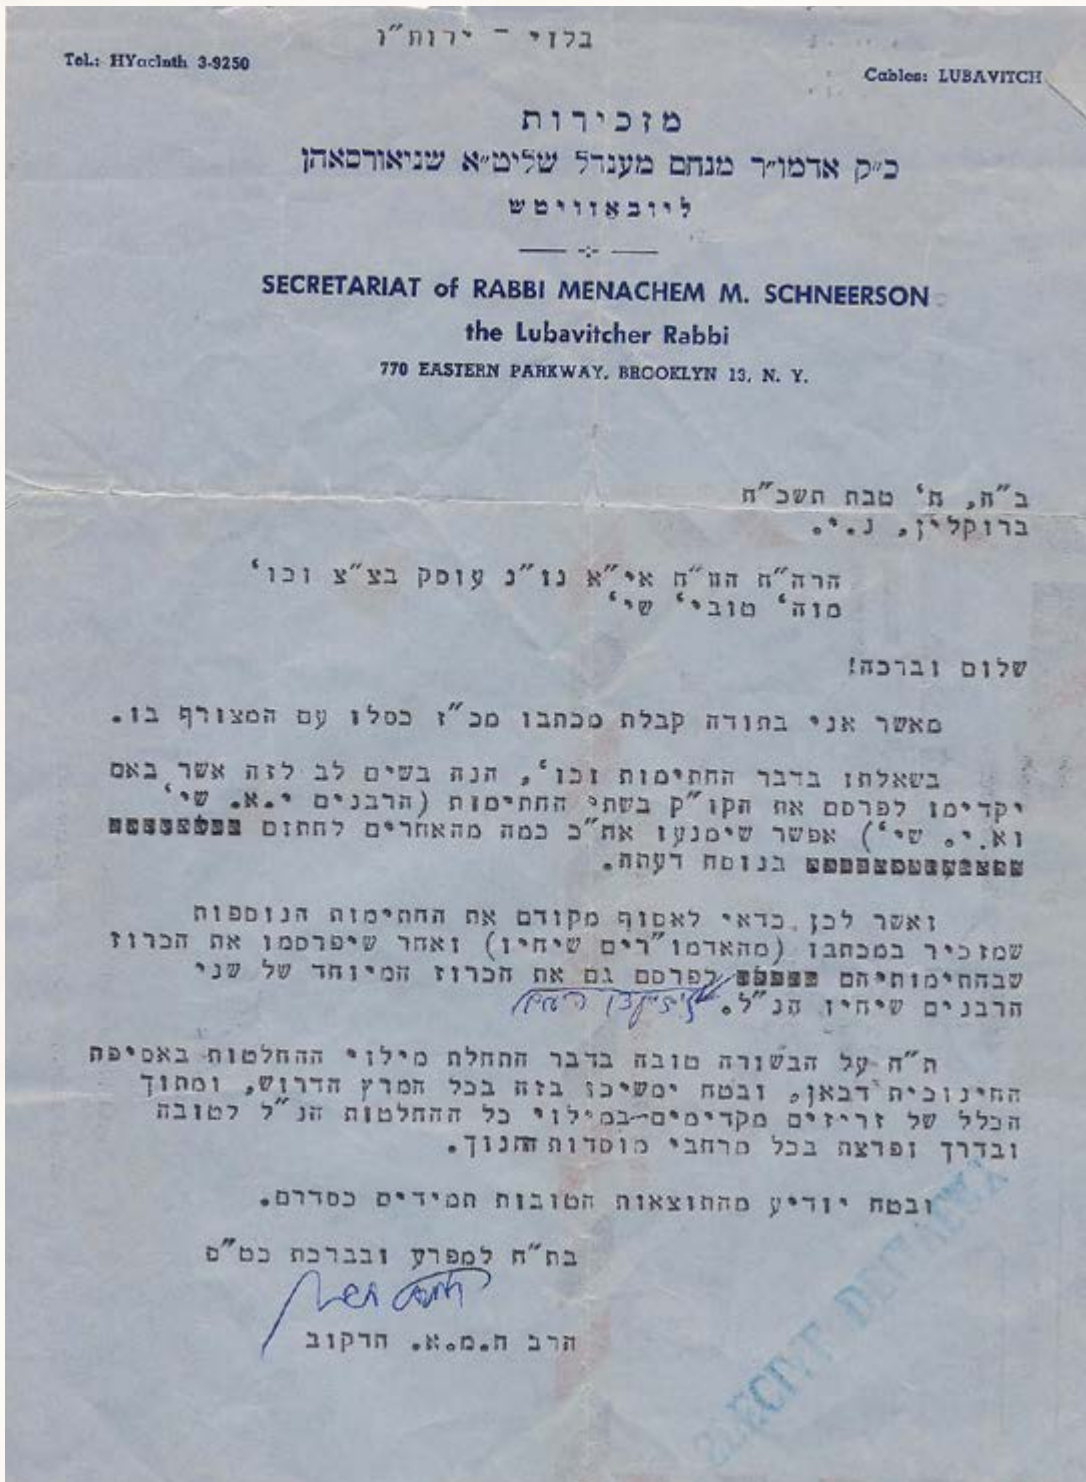 בלוי - ירות"ו
Tel.: HYacinth 3-9250
Cables: LUBAVITCH
מזכירות
כ"ק אדמו"ר מנחם מענדל שליט"א שניאורסאהן
ליובאוויטש
SECRETARIAT of RABBI MENACHEM M. SCHNEERSON
the Lubavitcher Rabbi
770 EASTERN PARKWAY, BROOKLYN 13, N. Y.
ב"ה, ח' טבת תשכ"ח
ברוקלין, נ.י.
הרה"ח הוו"ח אי"א נו"נ עוסק בצ"צ וכו'
מוה' טובי' שי'
שלום וברכה!
מאשר אני בתודה קבלת מכתבו מכ"ז כסלו עם המצורף בו.
בשאלתו בדבר החתימות וכו', הנה בשים לב לזה אשר באם
יקדימו לפרסם את הקו"ק בשתי החתימות (הרבנים י.א. שי'
וא.י. שי') אפשר שימנעו אח"כ כמה מהאחרים לחתום
בנוסח דעתה.
ואשר לכן כדאי לאסוף מקודם את החתימות הנוספות
שמזכיר במכתבו (מהאדמו"רים שיחיו) ואחר שיפרסמו את הכרוז
שבחתימותיהם לפרסם גם את הכרוז המיוחד של שני
הרבנים שיחיו הנ"ל.
ת"ח על הבשורה טובה בדבר התחלת מילוי ההחלטות באסיפת
החינוכית דבאן, ובטח ימשיכו בזה בכל המרץ הדרוש, ומתוך
הכלל של זריזים מקדימים-במילוי כל ההחלטות הנ"ל לטובה
ובדרך ופרצת בכל מרחבי מוסדות חנוך.
ובטח יודיע מהתוצאות הטובות תמידים כסדרם.
בת"ח למפרע ובברכת כט"ס
הרב ח.מ.א. חדקוב